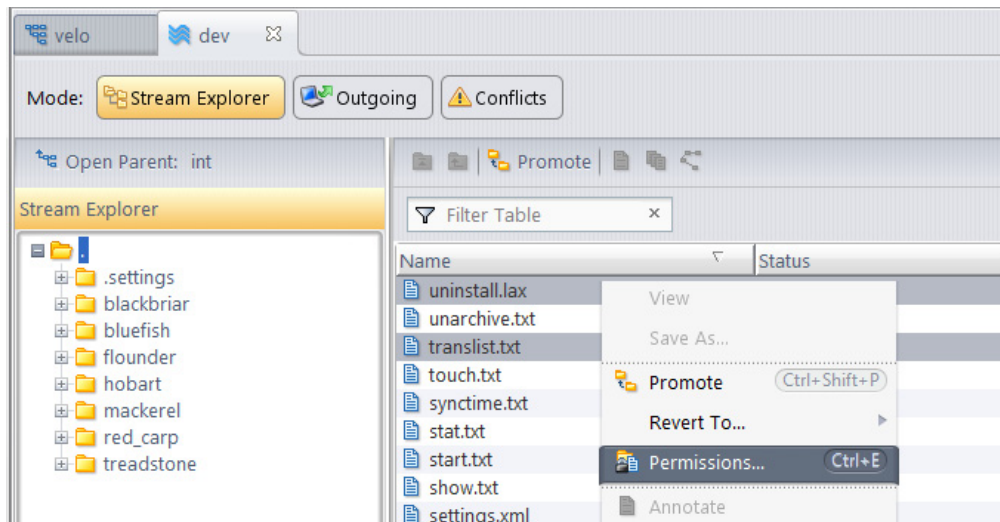 velo dev
Mode: Stream Explorer Outgoing Conflicts
Open Parent: int
Promote
Stream Explorer
Filter Table
Name Status
.
.settings
blackbriar
bluefish
flounder
hobart
mackerel
red_carp
treadstone
uninstall.lax
unarchive.txt
translist.txt
touch.txt
synctime.txt
stat.txt
start.txt
show.txt
settings.xml
View
Save As...
Promote Ctrl+Shift+P
Revert To...
Permissions... Ctrl+E
Annotate